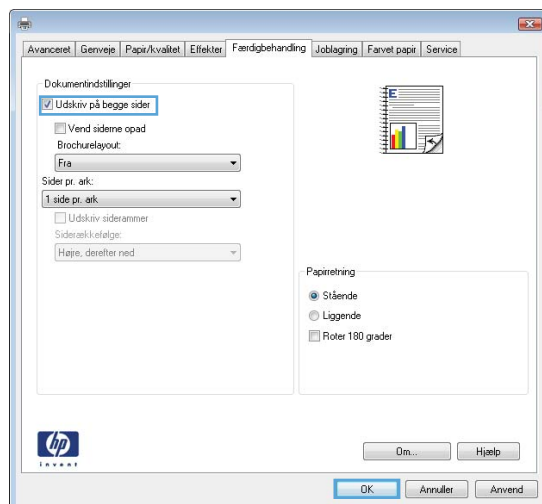 Avanceret Genveje Papir/kvalitet Effekter Færdigbehandling Joblagring Farvet papir Service
Dokumentindstillinger
Udskriv på begge sider
Vend siderne opad
Brochurelayout:
Fra
Sider pr. ark:
1 side pr. ark
Udskriv siderammer
Siderækkefølge:
Højre, derefter ned
E
Papirretning
Stående
Liggende
Roter 180 grader
hp
invent
Om... Hjælp
OK Annuller Anvend